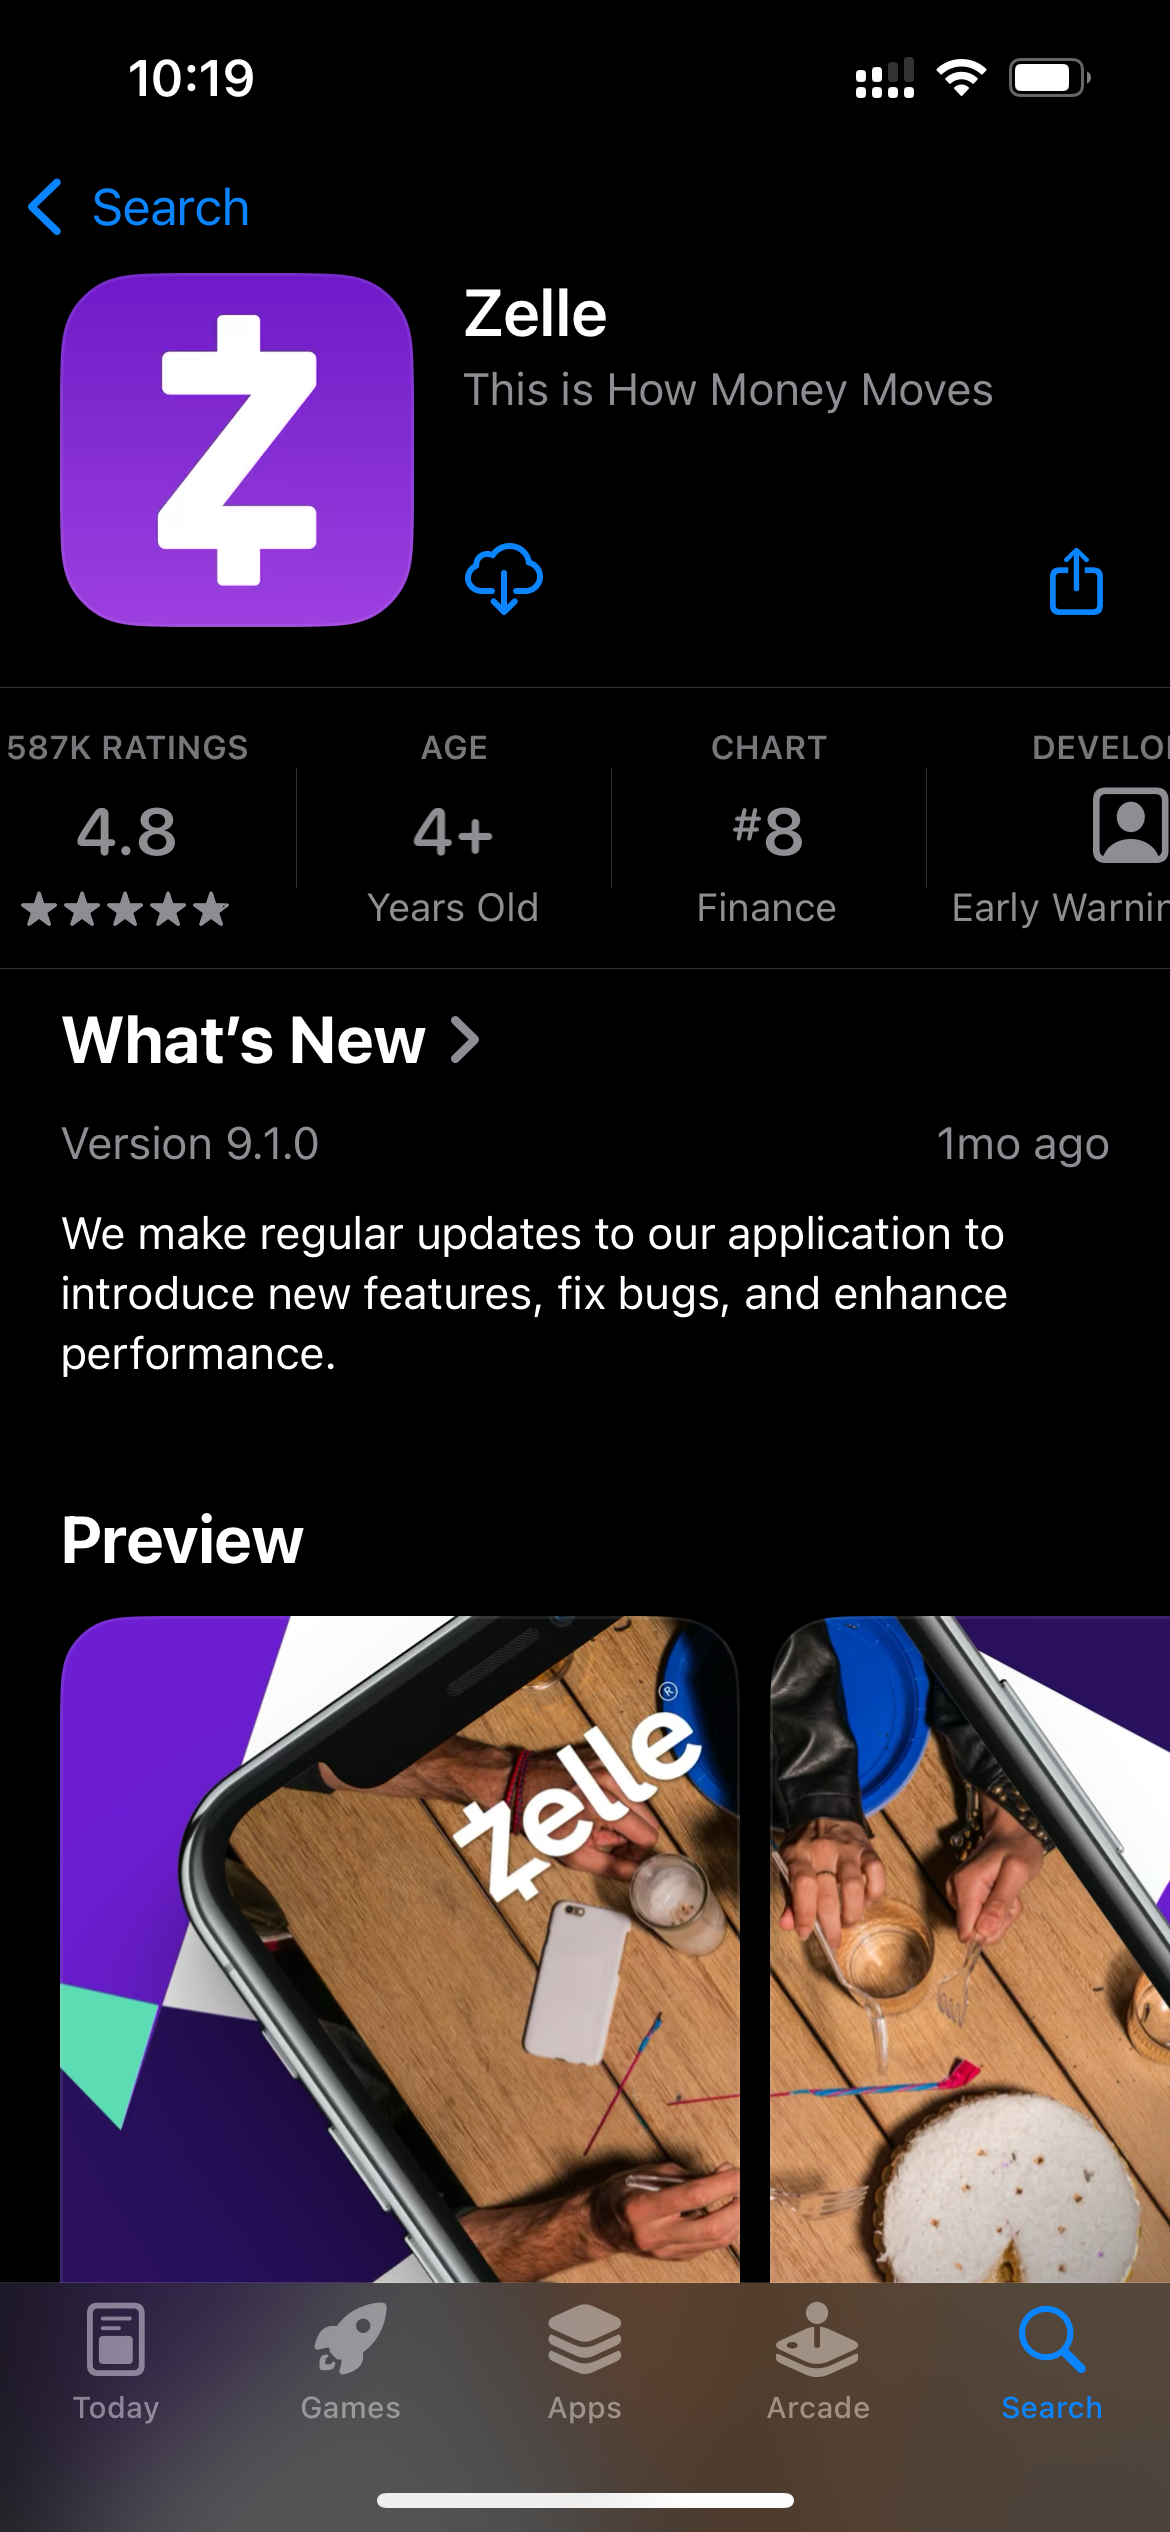 10:19
Search
Zelle
This is How Money Moves
587K RATINGS
4.8
AGE
4+
Years Old
CHART
#8
Finance
DEVELO
Early Warnin
What's New
Version 9.1.0
1mo ago
We make regular updates to our application to
introduce new features, fix bugs, and enhance
performance.
Preview
Zelle®
Today
Games
Apps
Arcade
Search